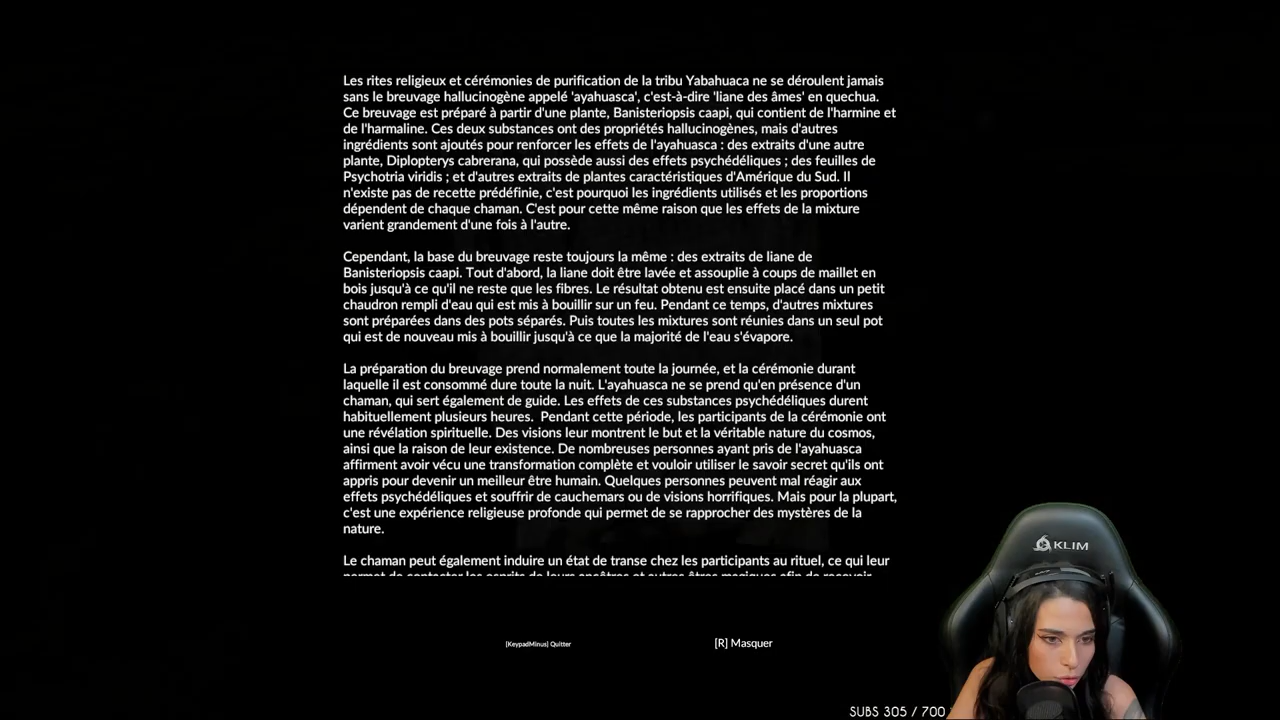 Les rites religieux et cérémonies de purification de la tribu Yabahuaca ne se déroulent jamais
sans le breuvage hallucinogène appelé 'ayahuasca', c'est-à-dire 'liane des âmes' en quechua.
Ce breuvage est préparé à partir d'une plante, Banisteriopsis caapi, qui contient de l'harmine et
de l'harmaline. Ces deux substances ont des propriétés hallucinogènes, mais d'autres
ingrédients sont ajoutés pour renforcer les effets de l'ayahuasca : des extraits d'une autre
plante, Diplopterys cabrerana, qui possède aussi des effets psychédéliques ; des feuilles de
Psychotria viridis ; et d'autres extraits de plantes caractéristiques d'Amérique du Sud. Il
n'existe pas de recette prédéfinie, c'est pourquoi les ingrédients utilisés et les proportions
dépendent de chaque chaman. C'est pour cette même raison que les effets de la mixture
varient grandement d'une fois à l'autre.
Cependant, la base du breuvage reste toujours la même : des extraits de liane de
Banisteriopsis caapi. Tout d'abord, la liane doit être lavée et assouplie à coups de maillet en
bois jusqu'à ce qu'il ne reste que les fibres. Le résultat obtenu est ensuite placé dans un petit
chaudron rempli d'eau qui est mis à bouillir sur un feu. Pendant ce temps, d'autres mixtures
sont préparées dans des pots séparés. Puis toutes les mixtures sont réunies dans un seul pot
qui est de nouveau mis à bouillir jusqu'à ce que la majorité de l'eau s'évapore.
La préparation du breuvage prend normalement toute la journée, et la cérémonie durant
laquelle il est consommé dure toute la nuit. L'ayahuasca ne se prend qu'en présence d'un
chaman, qui sert également de guide. Les effets de ces substances psychédéliques durent
habituellement plusieurs heures.  Pendant cette période, les participants de la cérémonie ont
une révélation spirituelle. Des visions leur montrent le but et la véritable nature du cosmos,
ainsi que la raison de leur existence. De nombreuses personnes ayant pris de l'ayahuasca
affirment avoir vécu une transformation complète et vouloir utiliser le savoir secret qu'ils ont
appris pour devenir un meilleur être humain. Quelques personnes peuvent mal réagir aux
effets psychédéliques et souffrir de cauchemars ou de visions horrifiques. Mais pour la plupart,
c'est une expérience religieuse profonde qui permet de se rapprocher des mystères de la
nature.
Le chaman peut également induire un état de transe chez les participants au rituel, ce qui leur
permet de contacter les esprits de leurs ancêtres et autres êtres magiques afin de recevoir
[KeypadMinus] Quitter
[R] Masquer
KLIM
SUBS 305 / 700